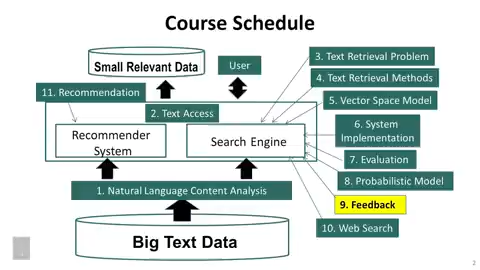 Course Schedule
Small Relevant Data
User
3. Text Retrieval Problem
4. Text Retrieval Methods
11. Recommendation
5. Vector Space Model
2. Text Access
6. System
Implementation
Recommender
System
Search Engine
7. Evaluation
8. Probabilistic Model
1. Natural Language Content Analysis
9. Feedback
10. Web Search
Big Text Data
2